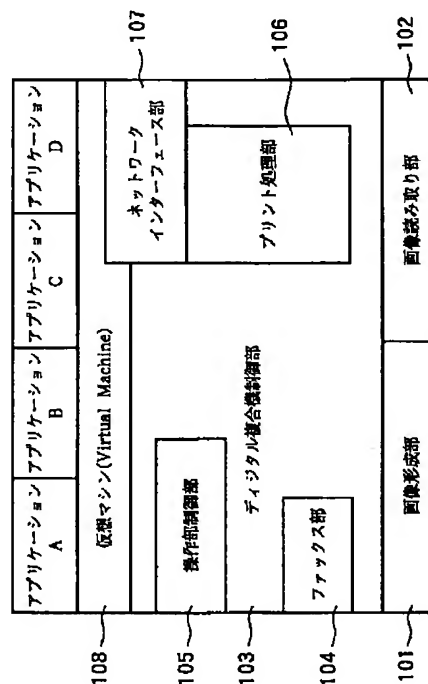 アプリケーション
A
アプリケーション
B
アプリケーション
C
アプリケーション
D
仮想マシン(Virtual Machine)
ネットワーク
インターフェース部
操作部制御部
プリント処理部
ディジタル複合機制御部
ファックス部
画像形成部
画像読み取り部
108
105
103
104
101
107
106
102